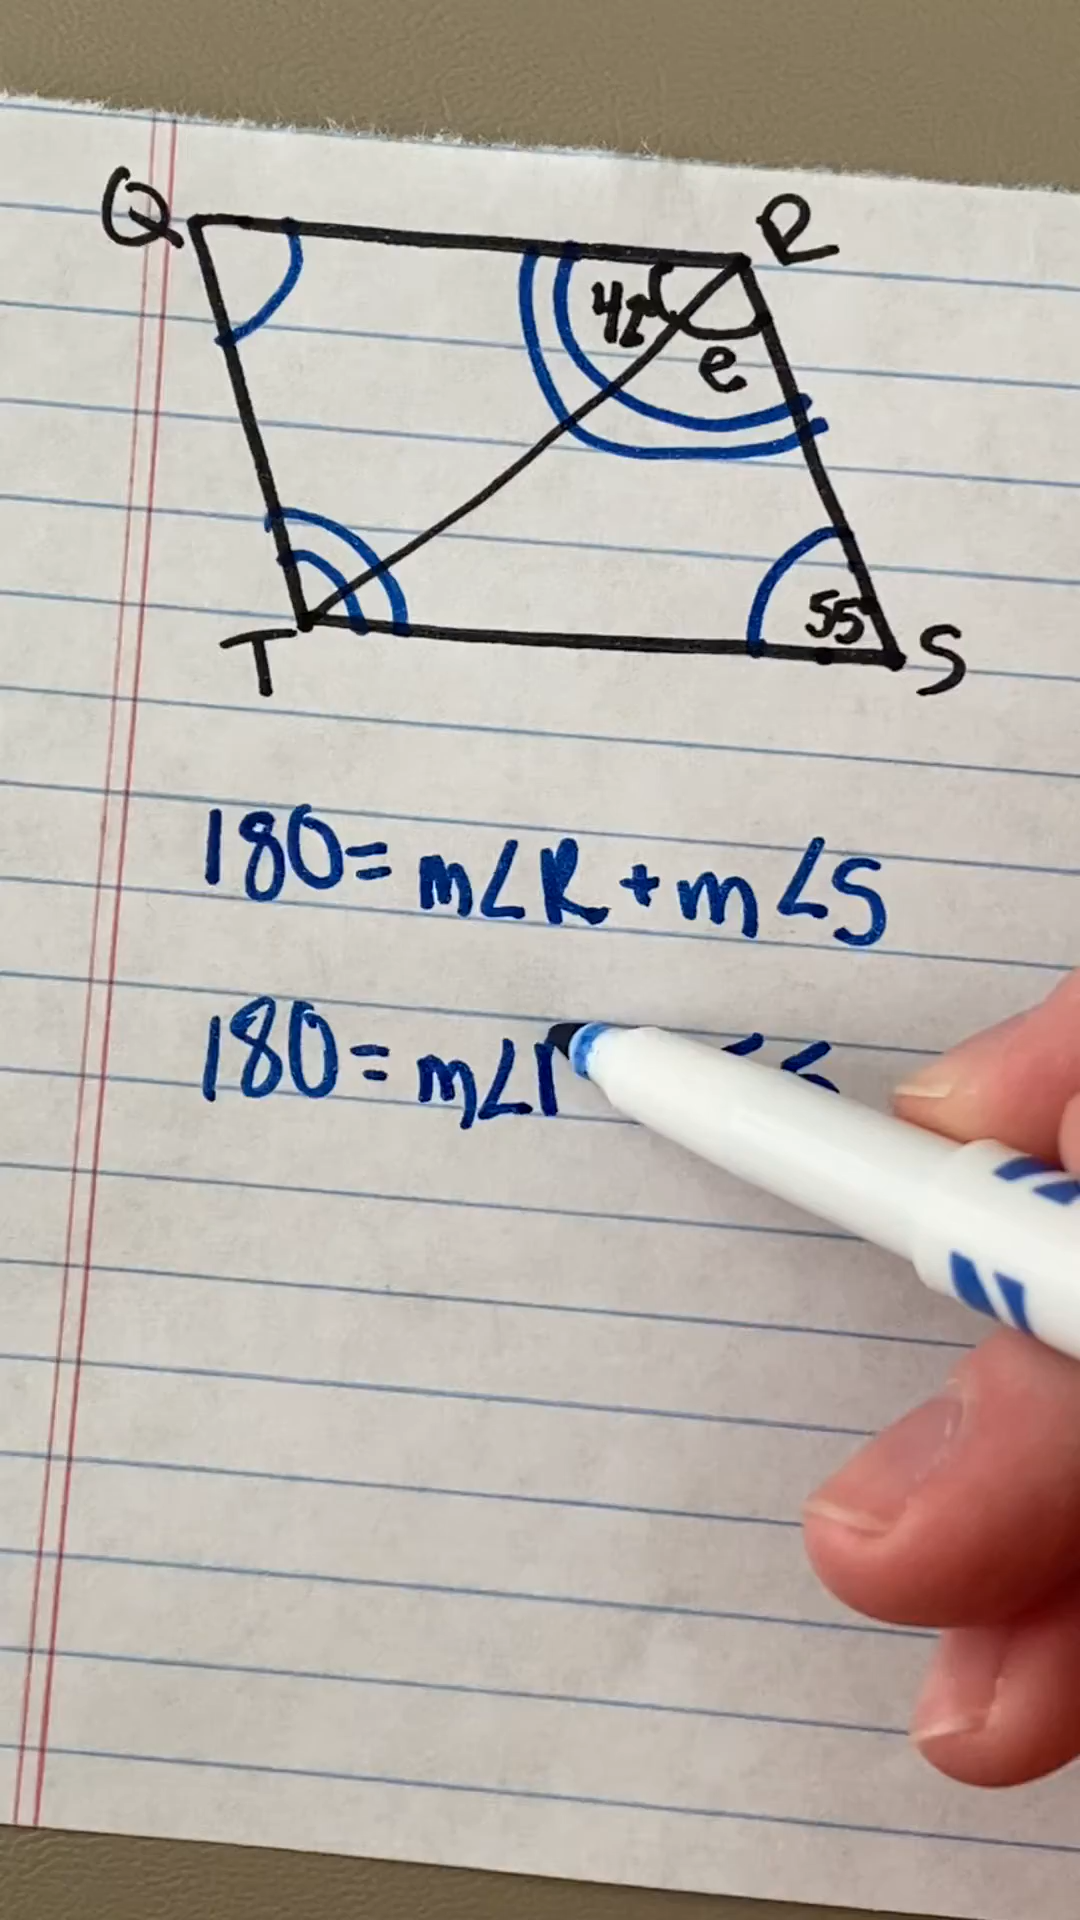 Q
R
42
e
55°
T
S
180 = m∠R + m∠S
180 = m∠